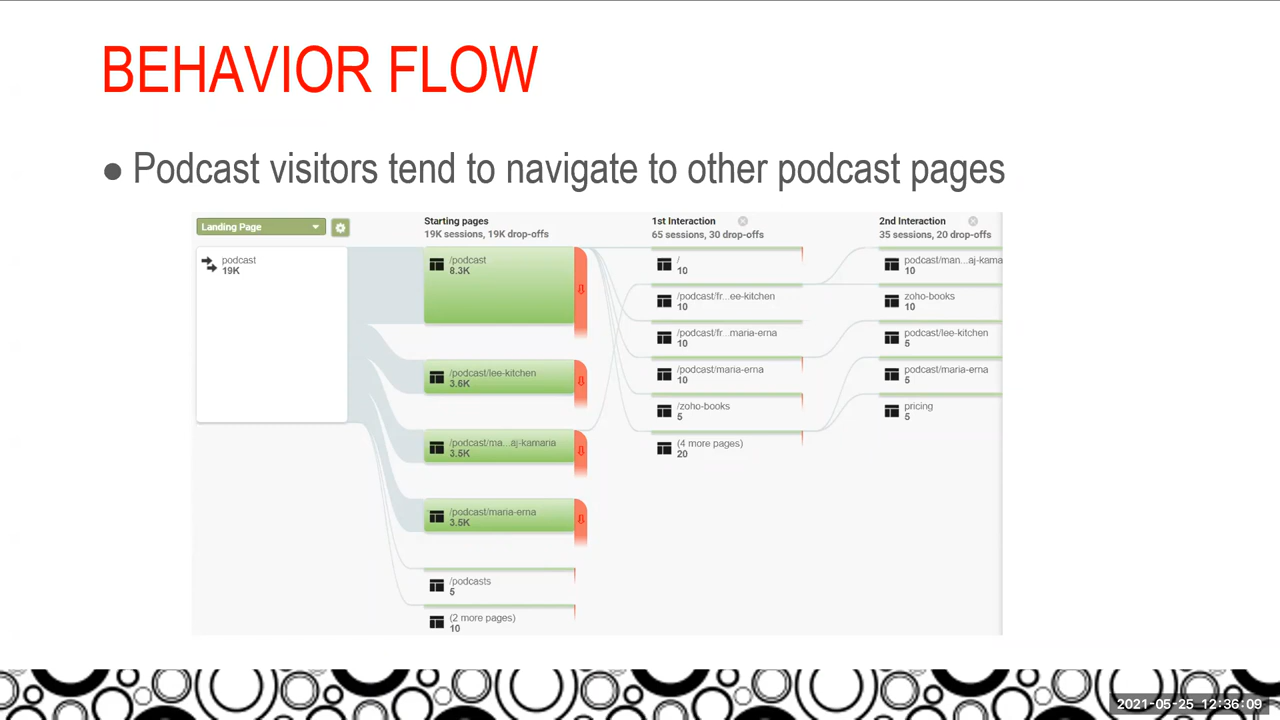 BEHAVIOR FLOW
● Podcast visitors tend to navigate to other podcast pages
Landing Page
podcast
19K
Starting pages
19K sessions, 19K drop-offs
/podcast
8.3K
/podcast/lee-kitchen
3.6K
/podcast/ma...aj-kamaria
3.5K
/podcast/maria-erna
3.5K
/podcasts
5
(2 more pages)
10
1st Interaction
65 sessions, 30 drop-offs
/
10
/podcast/fr...ee-kitchen
10
/podcast/fr...maria-erna
10
/podcast/maria-erna
10
/zoho-books
5
(4 more pages)
20
2nd Interaction
35 sessions, 20 drop-offs
podcast/man...aj-kama
10
zoho-books
10
podcast/lee-kitchen
5
podcast/maria-erna
5
pricing
5
2021-05-25 12:36:09